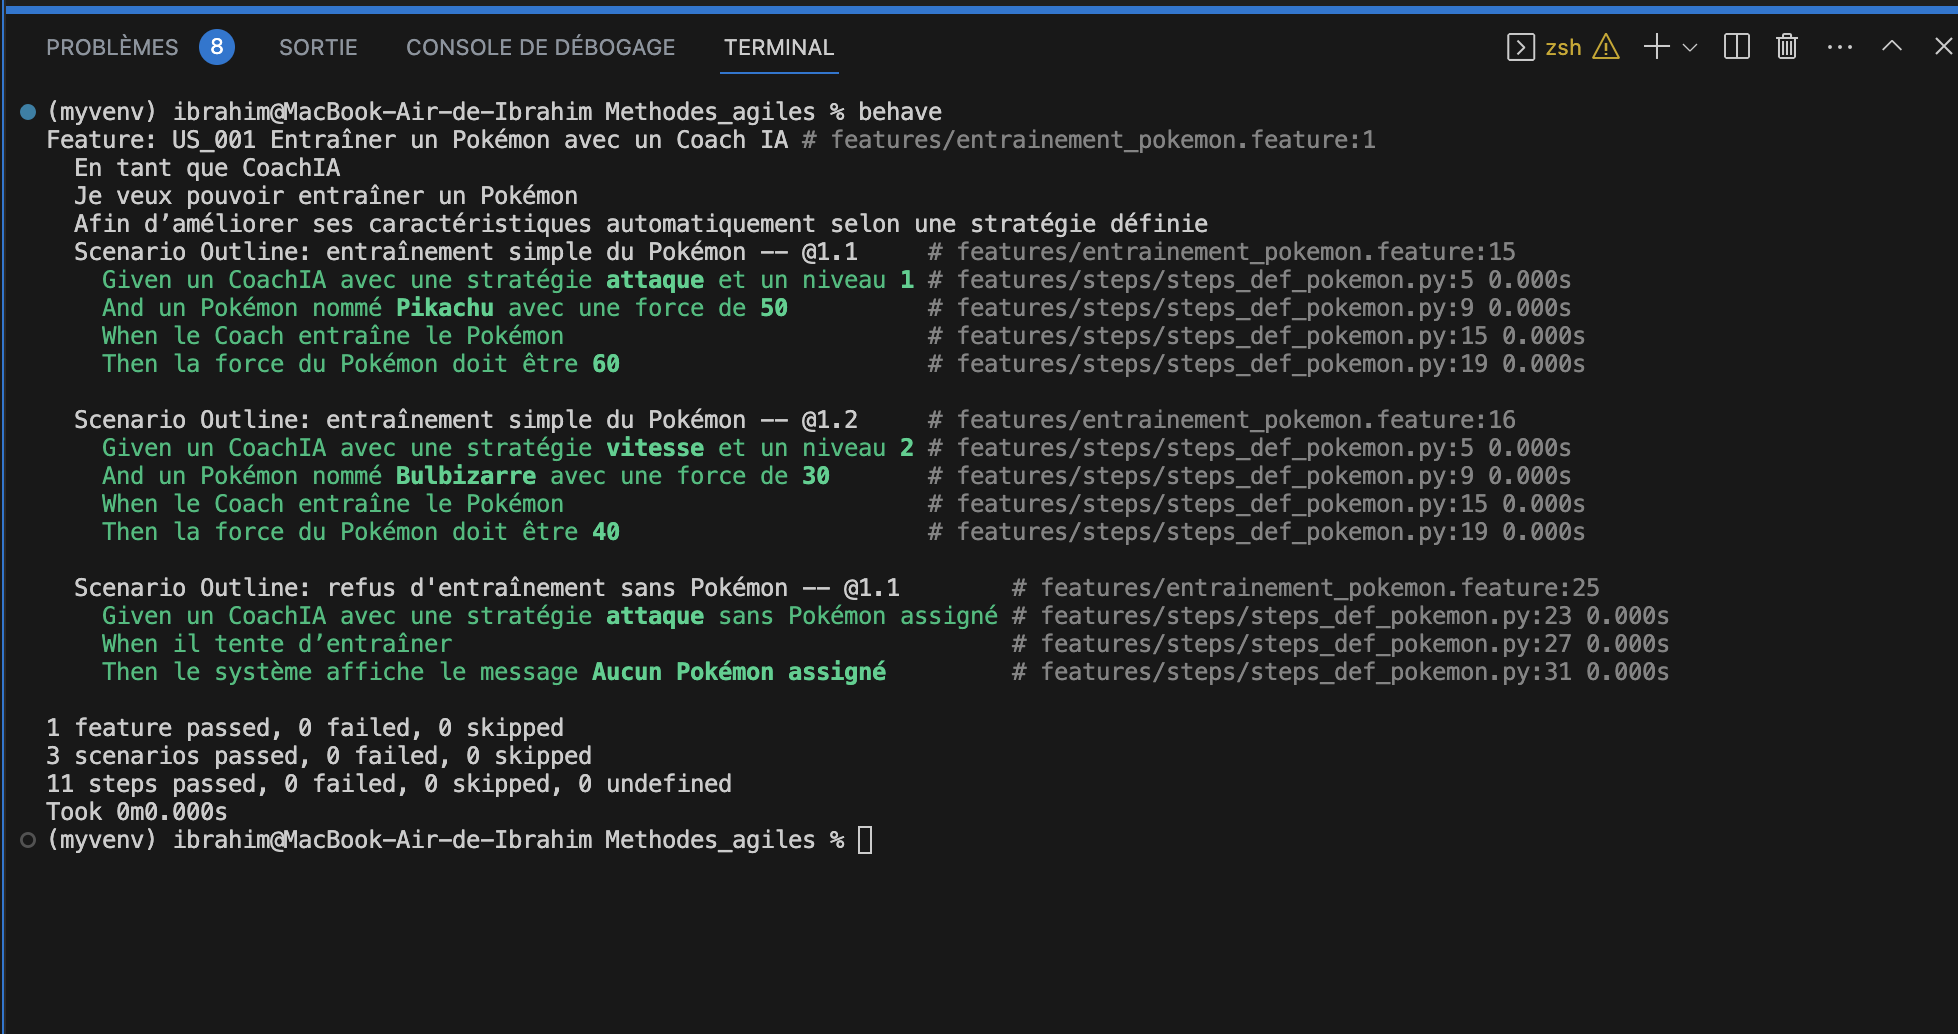 PROBLÈMES 8 SORTIE CONSOLE DE DÉBOGAGE TERMINAL zsh
(myvenv) ibrahim@MacBook-Air-de-Ibrahim Methodes_agiles % behave
Feature: US_001 Entraîner un Pokémon avec un Coach IA # features/entrainement_pokemon.feature:1
  En tant que CoachIA
  Je veux pouvoir entraîner un Pokémon
  Afin d’améliorer ses caractéristiques automatiquement selon une stratégie définie
  Scenario Outline: entraînement simple du Pokémon -- @1.1     # features/entrainement_pokemon.feature:15
    Given un CoachIA avec une stratégie attaque et un niveau 1 # features/steps/steps_def_pokemon.py:5 0.000s
    And un Pokémon nommé Pikachu avec une force de 50          # features/steps/steps_def_pokemon.py:9 0.000s
    When le Coach entraîne le Pokémon                          # features/steps/steps_def_pokemon.py:15 0.000s
    Then la force du Pokémon doit être 60                      # features/steps/steps_def_pokemon.py:19 0.000s
  Scenario Outline: entraînement simple du Pokémon -- @1.2     # features/entrainement_pokemon.feature:16
    Given un CoachIA avec une stratégie vitesse et un niveau 2 # features/steps/steps_def_pokemon.py:5 0.000s
    And un Pokémon nommé Bulbizarre avec une force de 30       # features/steps/steps_def_pokemon.py:9 0.000s
    When le Coach entraîne le Pokémon                          # features/steps/steps_def_pokemon.py:15 0.000s
    Then la force du Pokémon doit être 40                      # features/steps/steps_def_pokemon.py:19 0.000s
  Scenario Outline: refus d'entraînement sans Pokémon -- @1.1        # features/entrainement_pokemon.feature:25
    Given un CoachIA avec une stratégie attaque sans Pokémon assigné # features/steps/steps_def_pokemon.py:23 0.000s
    When il tente d’entraîner                                        # features/steps/steps_def_pokemon.py:27 0.000s
    Then le système affiche le message Aucun Pokémon assigné         # features/steps/steps_def_pokemon.py:31 0.000s
1 feature passed, 0 failed, 0 skipped
3 scenarios passed, 0 failed, 0 skipped
11 steps passed, 0 failed, 0 skipped, 0 undefined
Took 0m0.000s
(myvenv) ibrahim@MacBook-Air-de-Ibrahim Methodes_agiles %